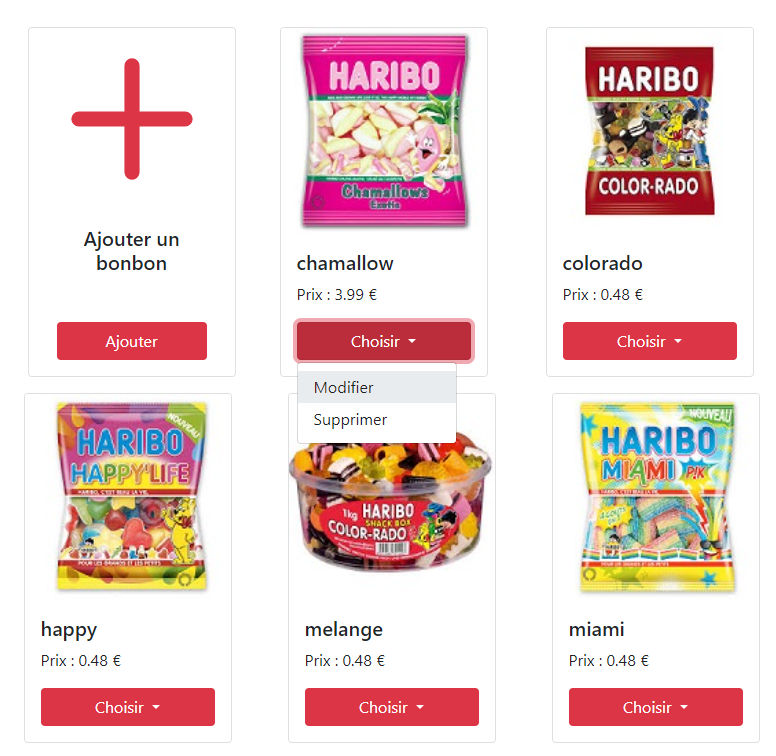 HARIBO
Chamallows
Exotic
HARIBO
COLOR-RADO
Ajouter un
bonbon
chamallow
Prix : 3.99 €
colorado
Prix : 0.48 €
Ajouter
Choisir
Choisir
Modifier
Supprimer
NOUVEAU
HARIBO
HAPPY'LIFE
HARIBO, C'EST BEAU LA VIE.
POUR LES GRANDS ET LES PETITS
1kg HARIBO
SNACK BOX
COLOR-RADO
NOUVEAU
HARIBO
MIAMI P!K
HARIBO, C'EST BEAU LA VIE.
POUR LES GRANDS ET LES PETITS
happy
Prix : 0.48 €
melange
Prix : 0.48 €
miami
Prix : 0.48 €
Choisir
Choisir
Choisir